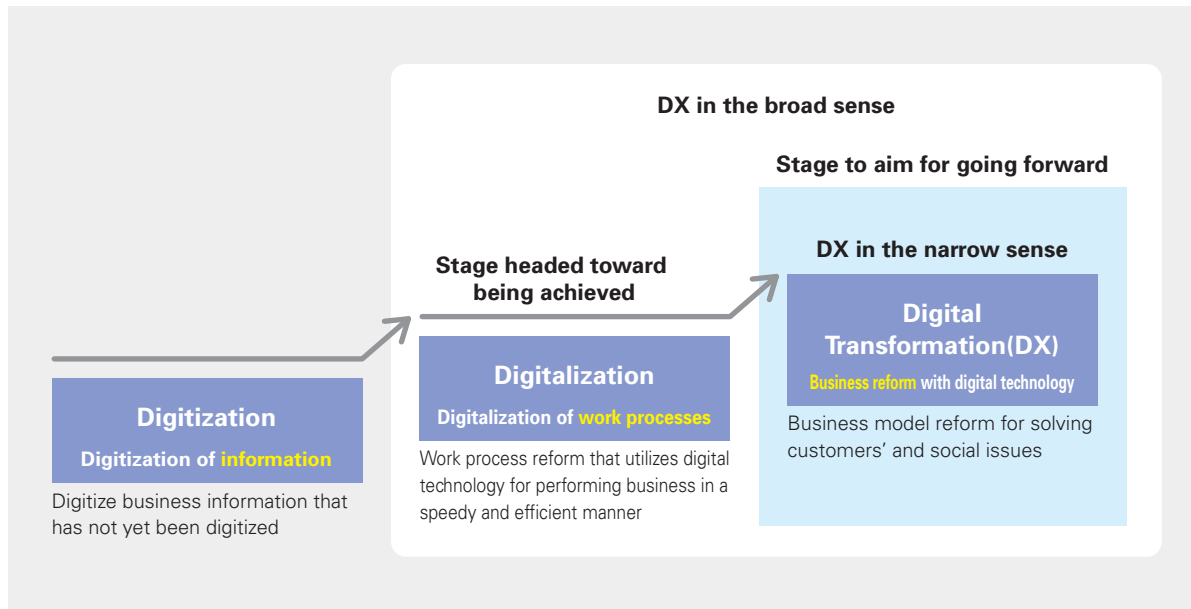 DX in the broad sense
Stage to aim for going forward
DX in the narrow sense
Digital
Transformation(DX)
Business reform with digital technology
Business model reform for solving
customers’ and social issues
Stage headed toward
being achieved
Digitalization
Digitalization of work processes
Work process reform that utilizes digital
technology for performing business in a
speedy and efficient manner
Digitization
Digitization of information
Digitize business information that
has not yet been digitized